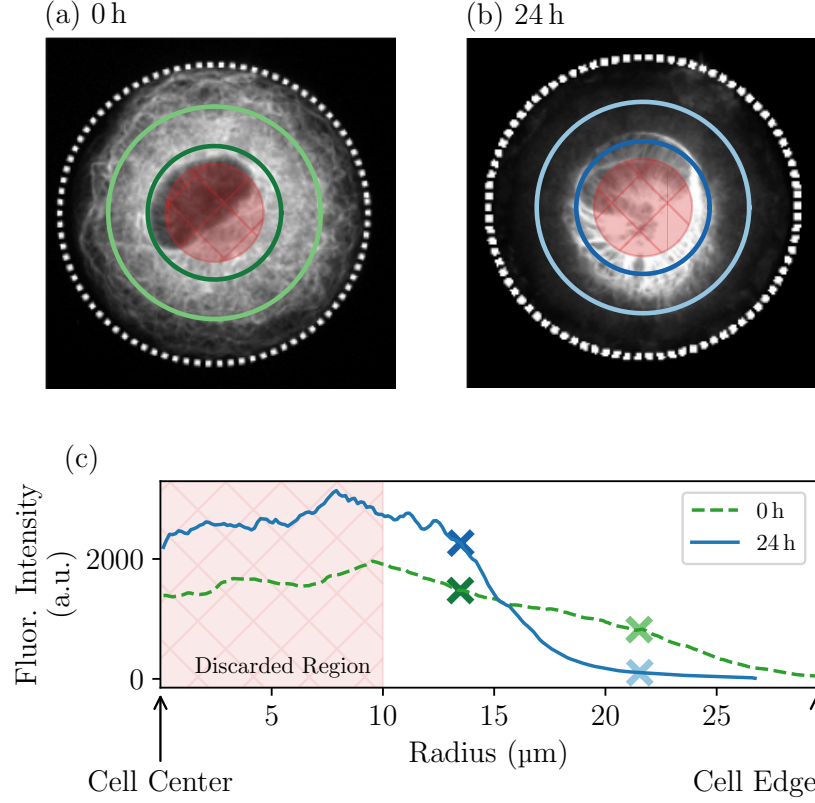 (a) 0 h
(b) 24 h
(c)
Fluor. Intensity
(a.u.)
2000
0
0 h
24 h
Discarded Region
5
10
15
20
25
Radius (µm)
Cell Center
Cell Edge